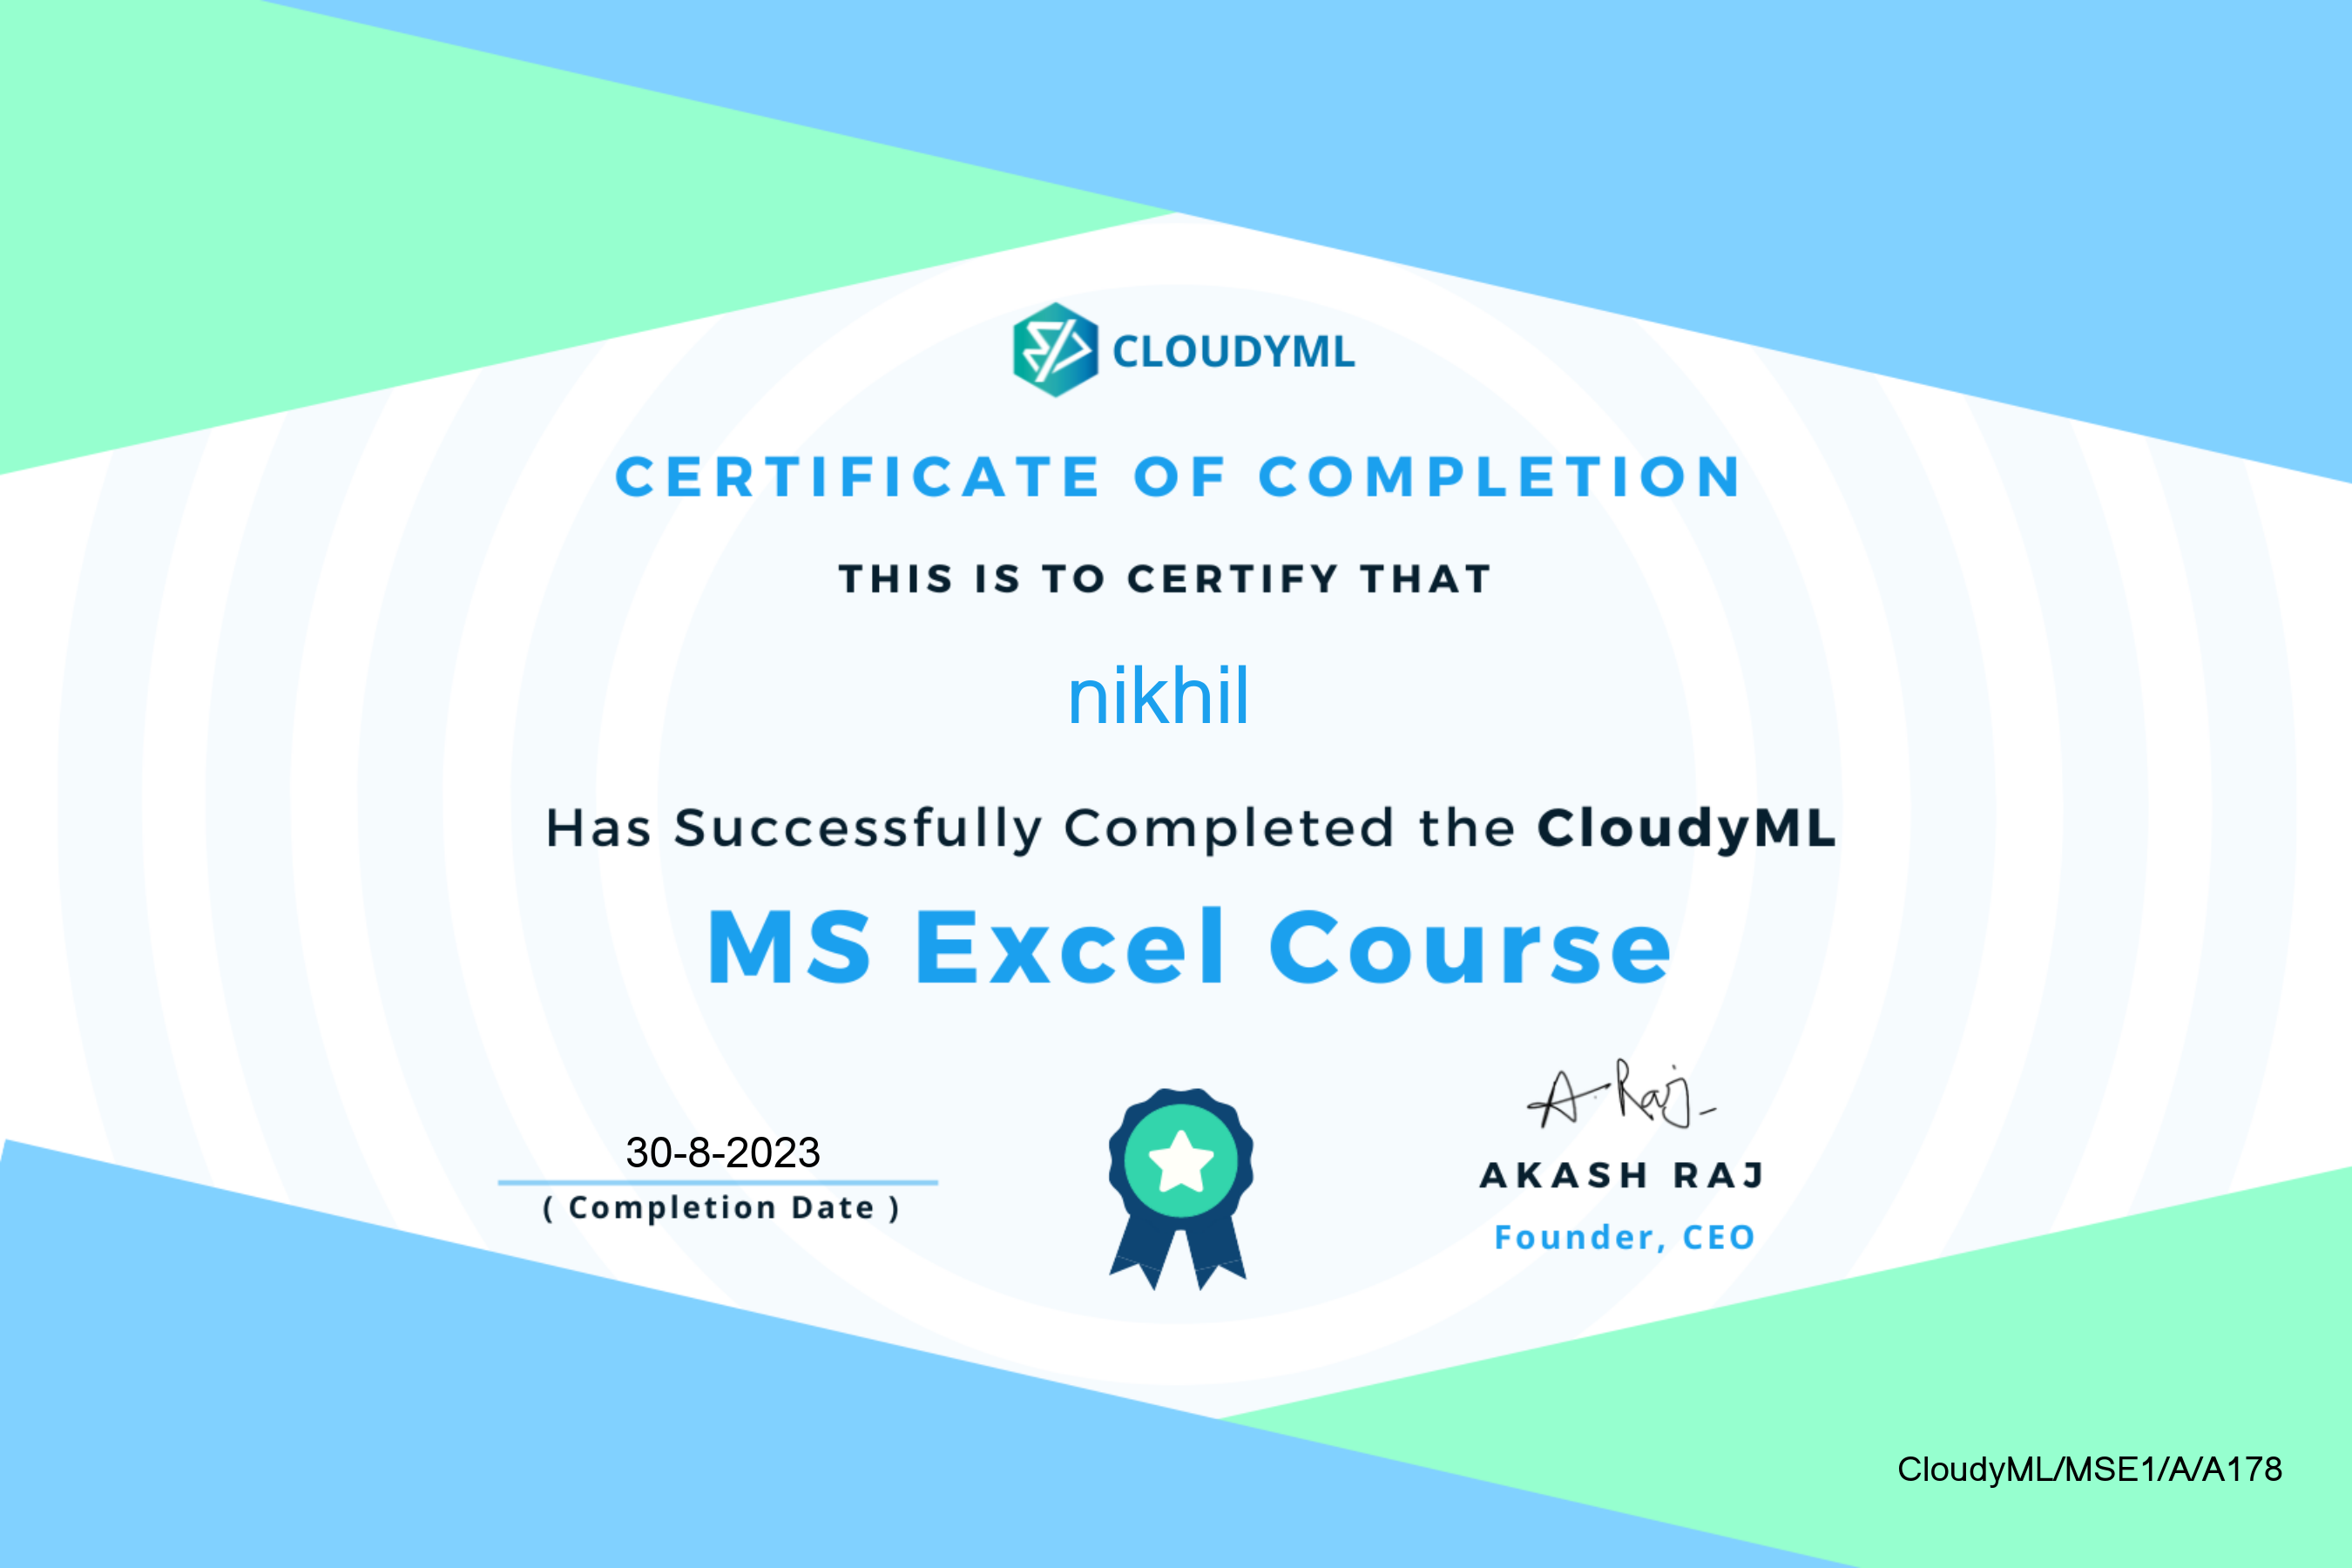 CLOUDYML
CERTIFICATE OF COMPLETION
THIS IS TO CERTIFY THAT
nikhil
Has Successfully Completed the CloudyML
MS Excel Course
A. Raj
30-8-2023
( Completion Date )
AKASH RAJ
Founder, CEO
CloudyML/MSE1/A/A178